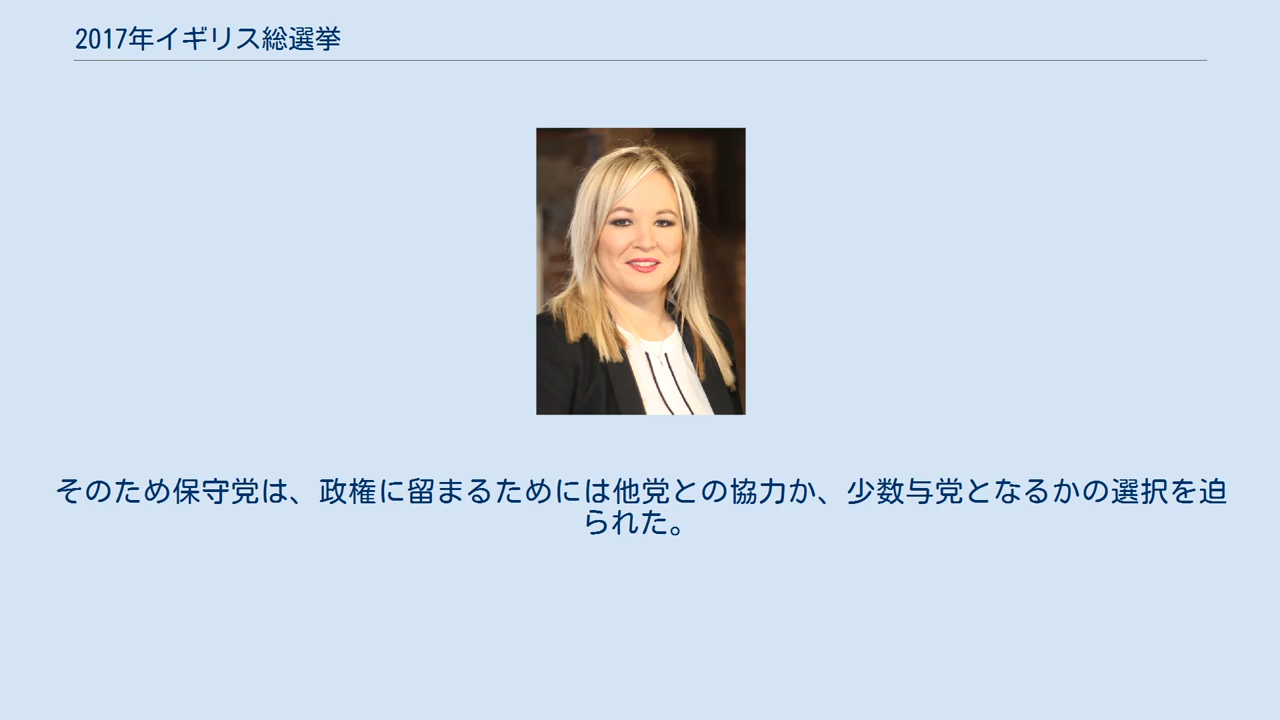 2017年イギリス総選挙
そのため保守党は、政権に留まるためには他党との協力か、少数与党となるかの選択を迫
られた。